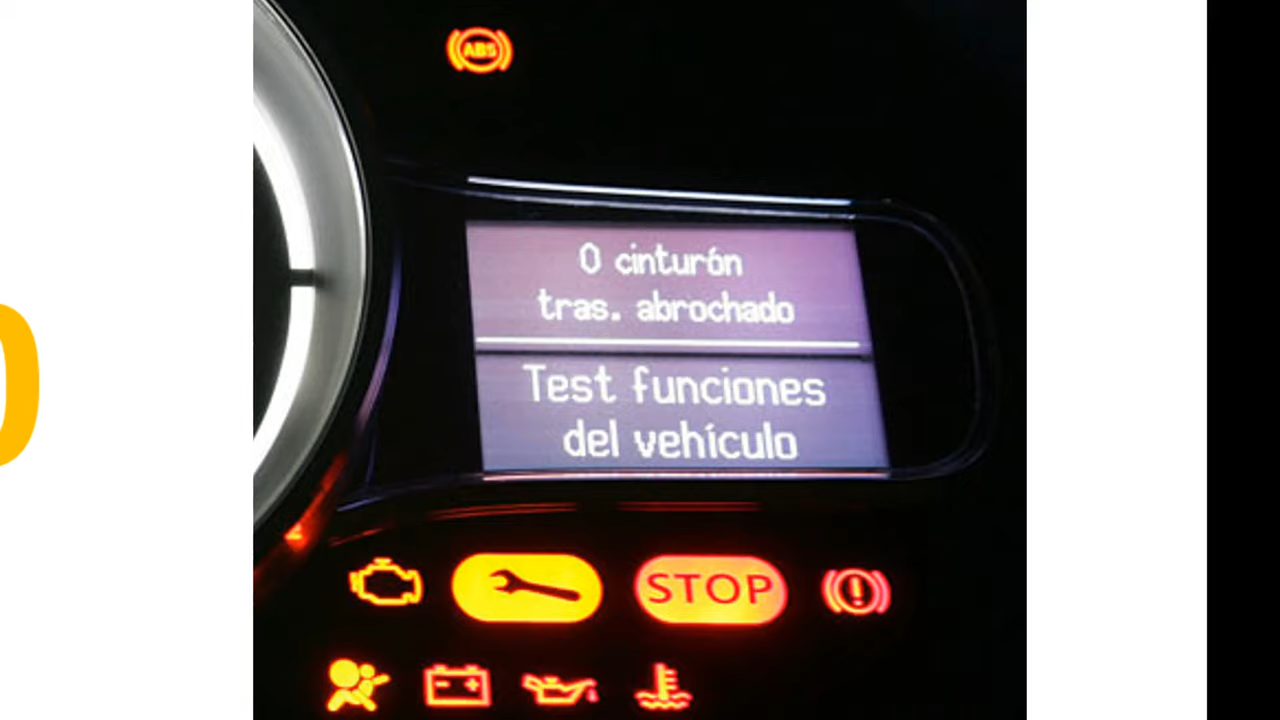 ABS
0 cinturón
tras. abrochado
Test funciones
del vehículo
STOP